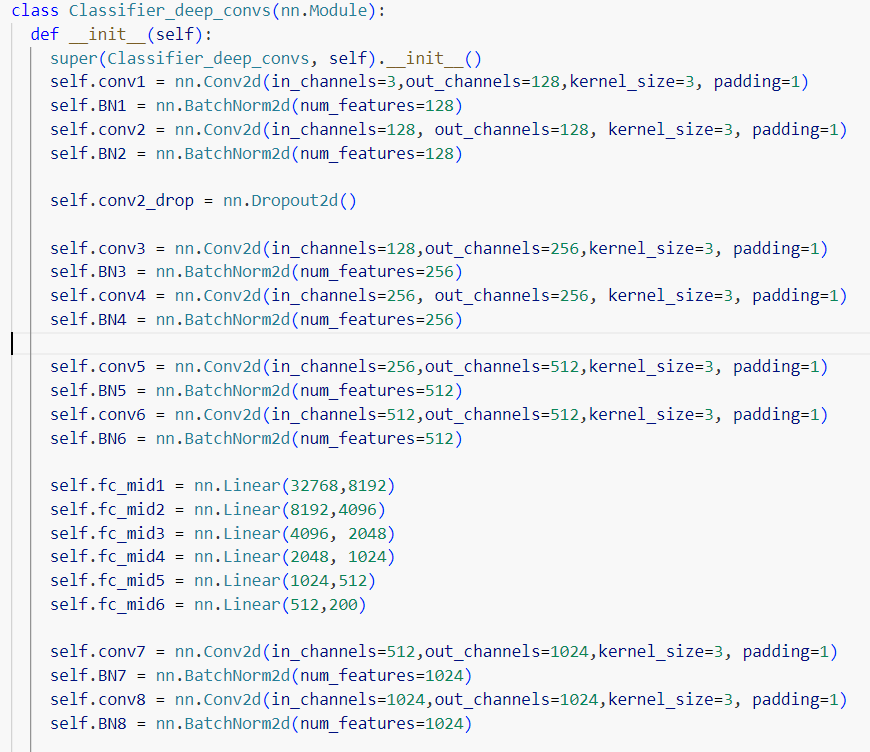 class Classifier_deep_convs(nn.Module):
  def __init__(self):
    super(Classifier_deep_convs, self).__init__()
    self.conv1 = nn.Conv2d(in_channels=3,out_channels=128,kernel_size=3, padding=1)
    self.BN1 = nn.BatchNorm2d(num_features=128)
    self.conv2 = nn.Conv2d(in_channels=128, out_channels=128, kernel_size=3, padding=1)
    self.BN2 = nn.BatchNorm2d(num_features=128)

    self.conv2_drop = nn.Dropout2d()

    self.conv3 = nn.Conv2d(in_channels=128,out_channels=256,kernel_size=3, padding=1)
    self.BN3 = nn.BatchNorm2d(num_features=256)
    self.conv4 = nn.Conv2d(in_channels=256, out_channels=256, kernel_size=3, padding=1)
    self.BN4 = nn.BatchNorm2d(num_features=256)

    self.conv5 = nn.Conv2d(in_channels=256,out_channels=512,kernel_size=3, padding=1)
    self.BN5 = nn.BatchNorm2d(num_features=512)
    self.conv6 = nn.Conv2d(in_channels=512,out_channels=512,kernel_size=3, padding=1)
    self.BN6 = nn.BatchNorm2d(num_features=512)

    self.fc_mid1 = nn.Linear(32768,8192)
    self.fc_mid2 = nn.Linear(8192,4096)
    self.fc_mid3 = nn.Linear(4096, 2048)
    self.fc_mid4 = nn.Linear(2048, 1024)
    self.fc_mid5 = nn.Linear(1024,512)
    self.fc_mid6 = nn.Linear(512,200)

    self.conv7 = nn.Conv2d(in_channels=512,out_channels=1024,kernel_size=3, padding=1)
    self.BN7 = nn.BatchNorm2d(num_features=1024)
    self.conv8 = nn.Conv2d(in_channels=1024,out_channels=1024,kernel_size=3, padding=1)
    self.BN8 = nn.BatchNorm2d(num_features=1024)